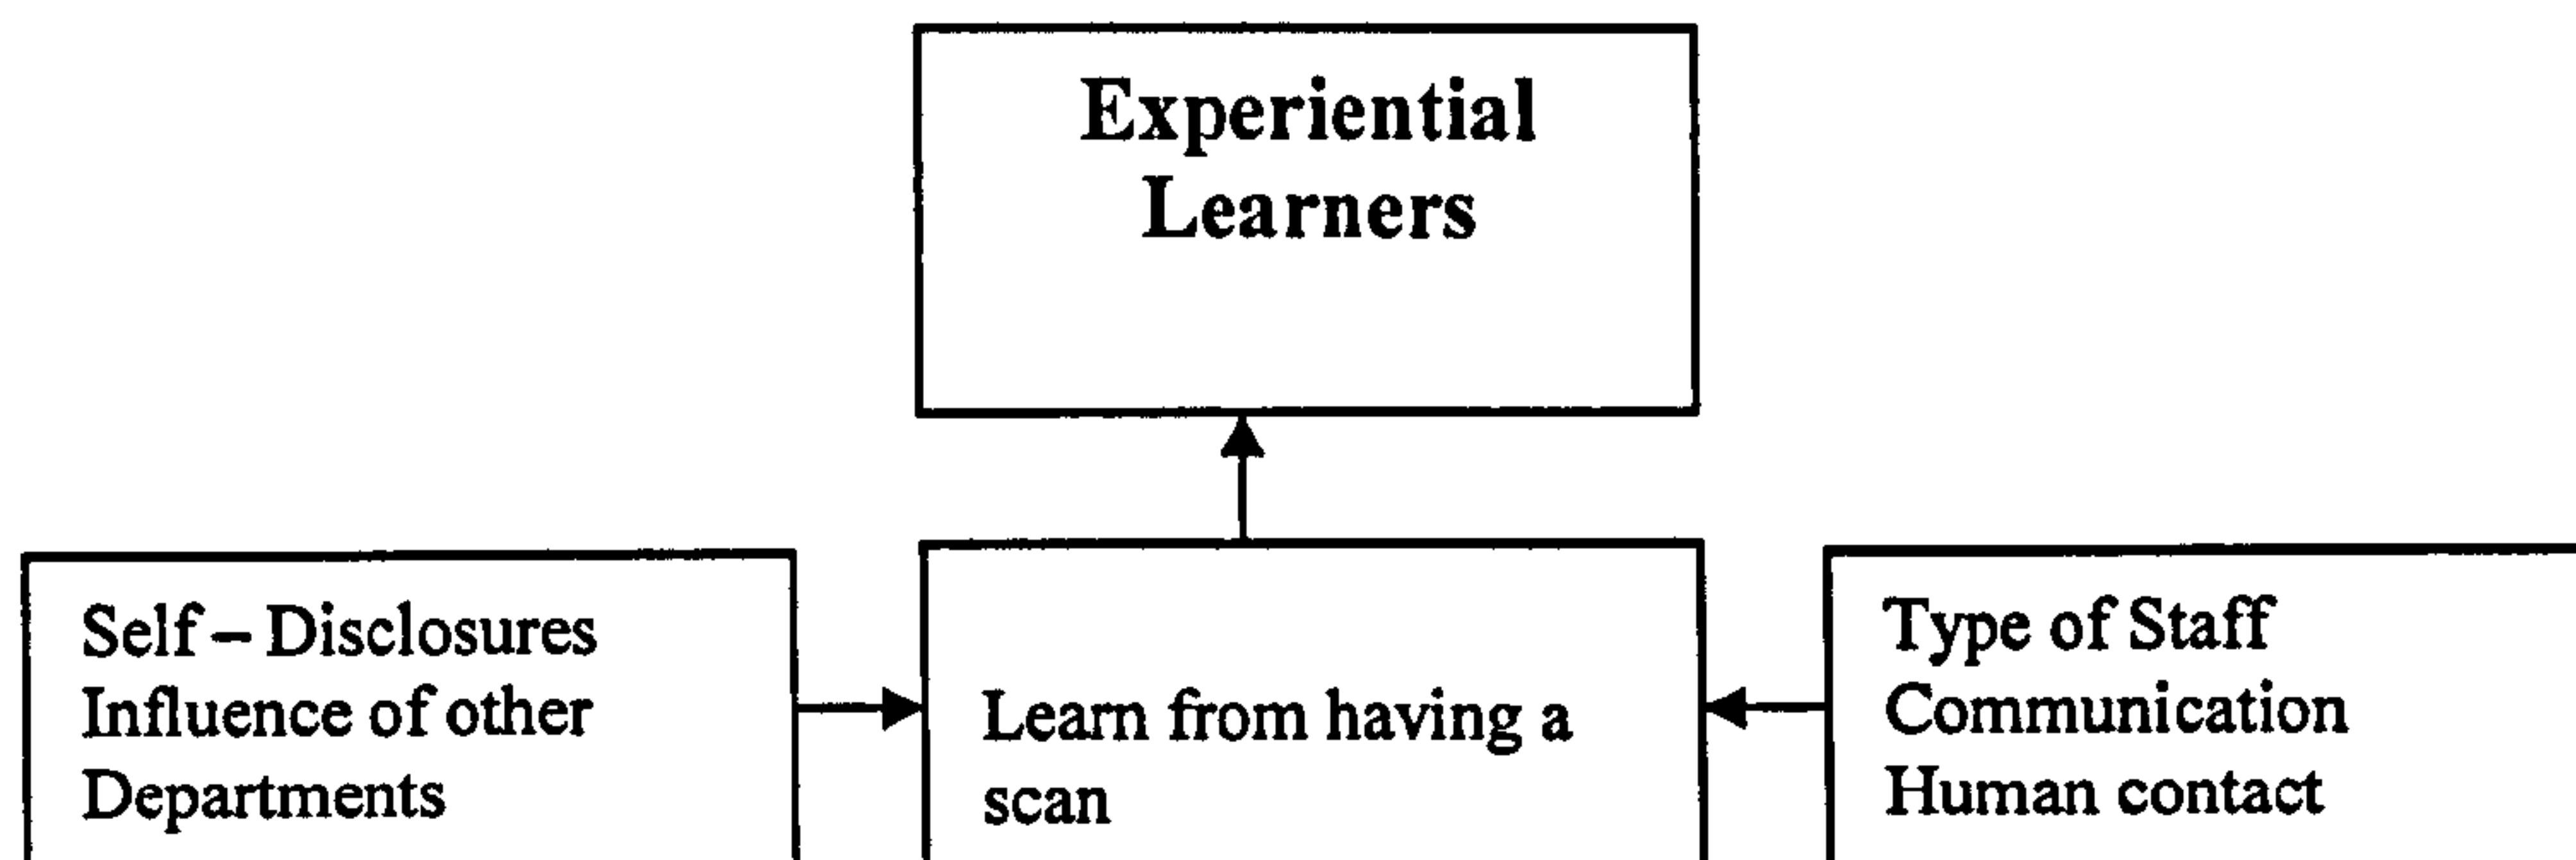 Experiential
Learners
Self – Disclosures
Influence of other
Departments
Learn from having a
scan
Type of Staff
Communication
Human contact